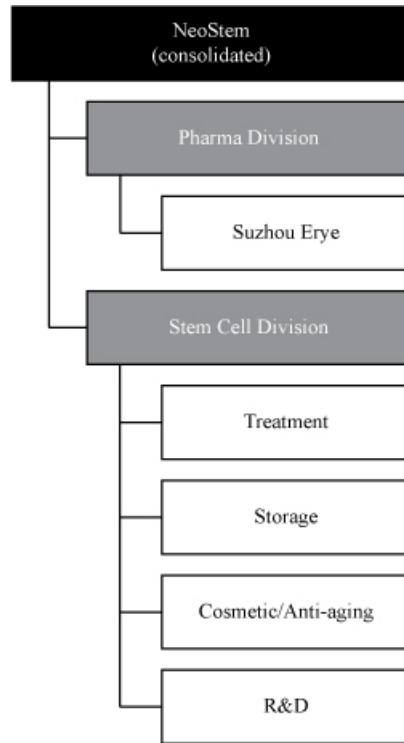 NeoStem
(consolidated)
Pharma Division
Suzhou Erye
Stem Cell Division
Treatment
Storage
Cosmetic/Anti-aging
R&D